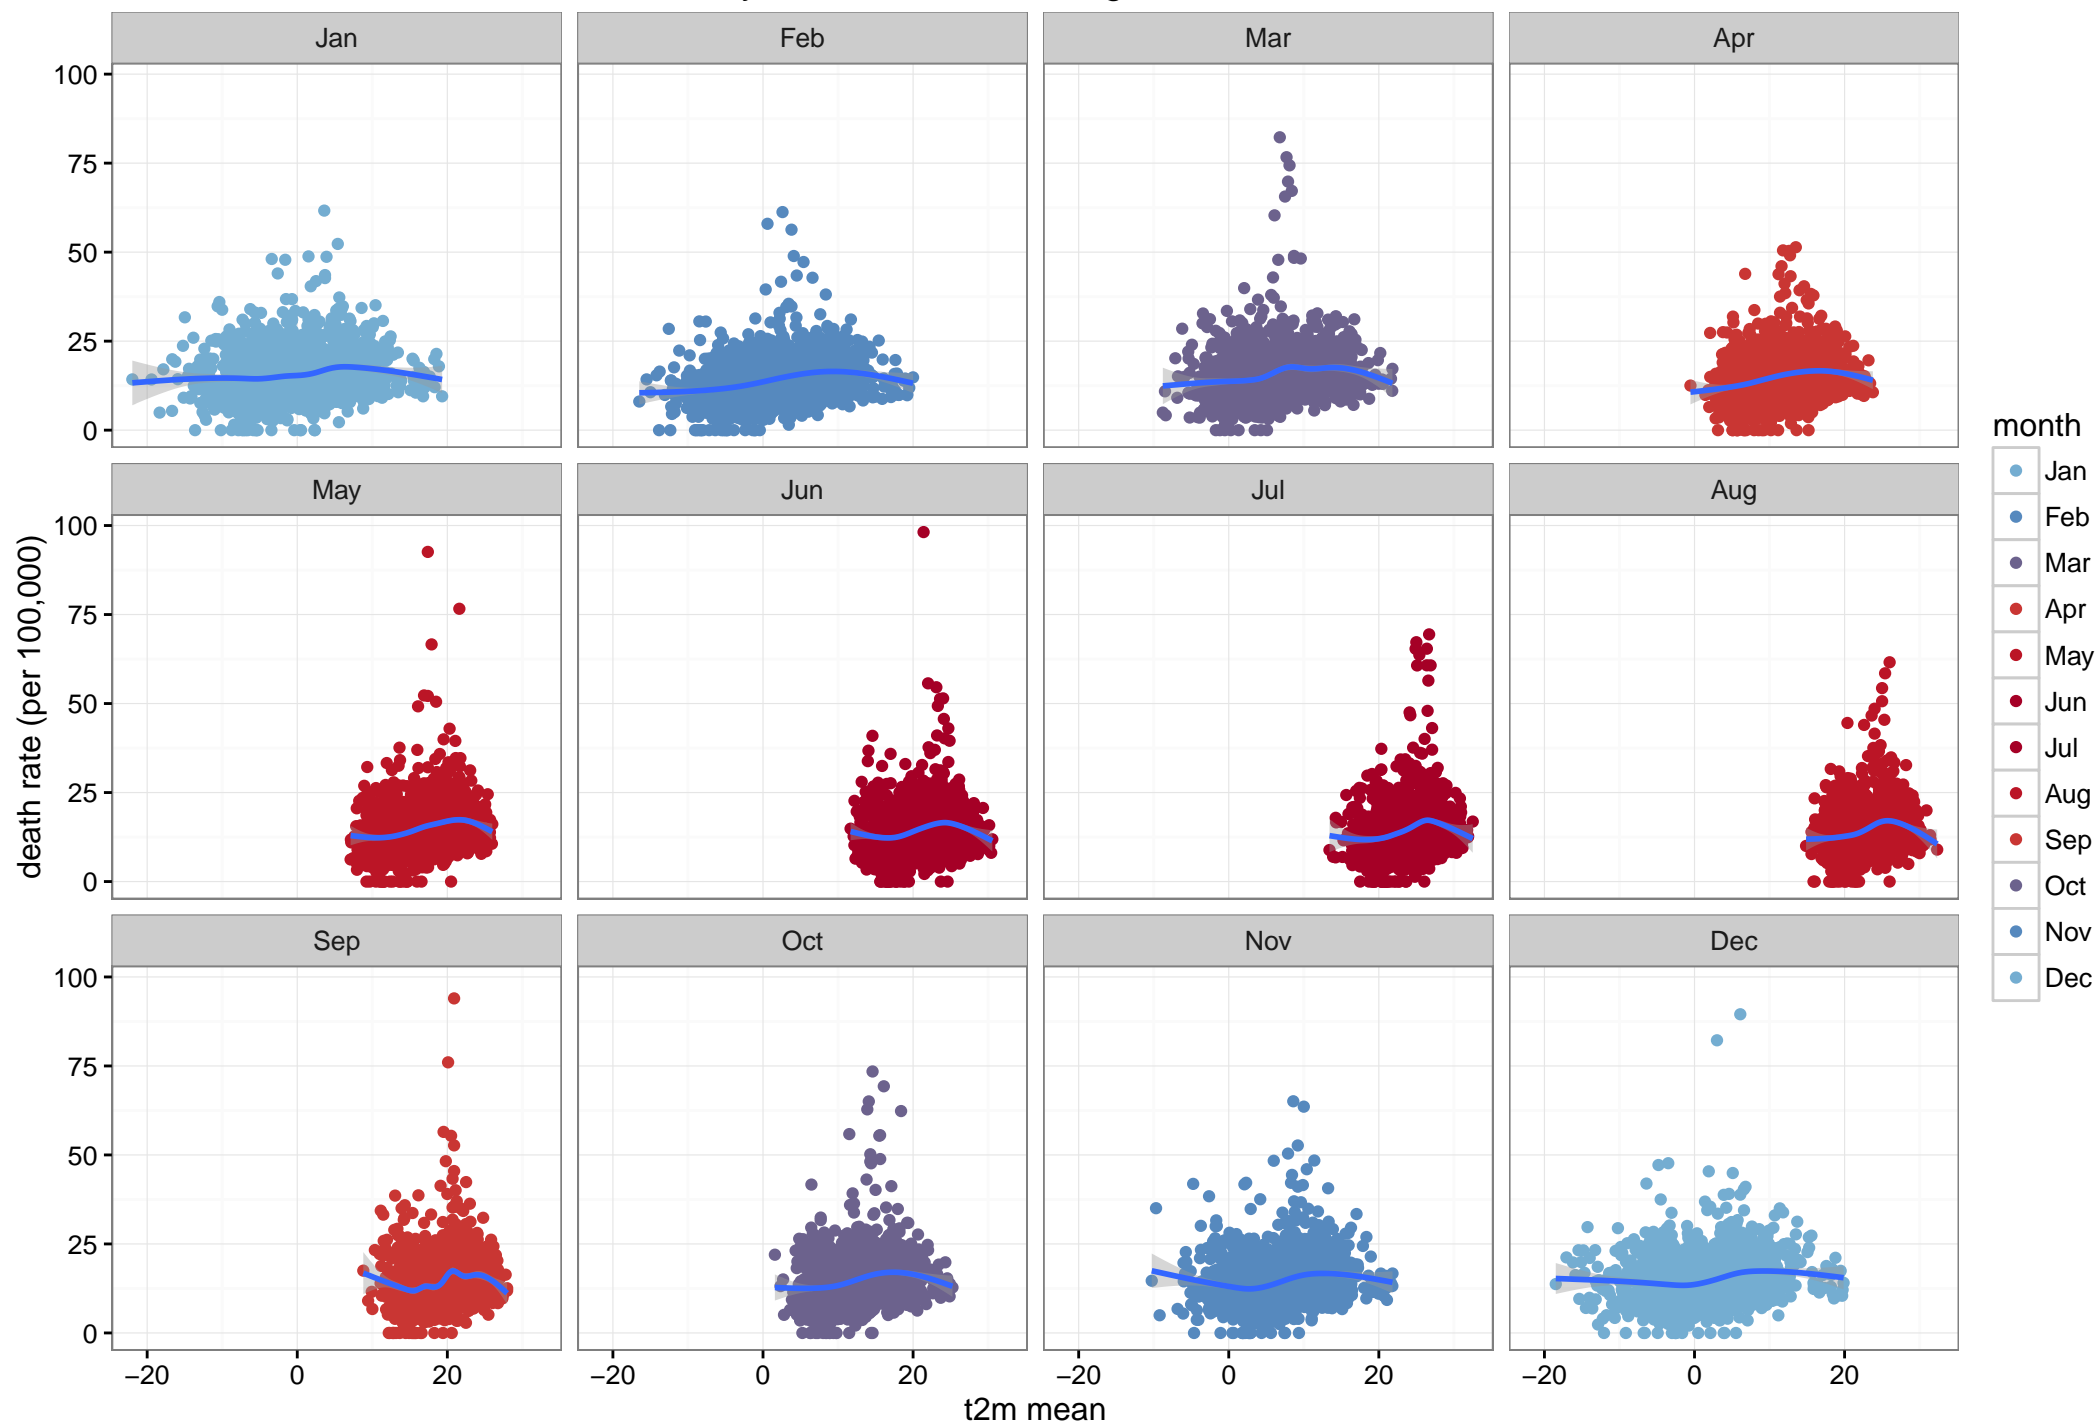 Jan Feb Mar Apr
100
75
50
25
0
May Jun Jul Aug
100
75
50
25
0
Sep Oct Nov Dec
100
75
50
25
0
−20 0 20 −20 0 20 −20 0 20 −20 0 20
t2m mean
death rate (per 100,000)
month
Jan
Feb
Mar
Apr
May
Jun
Jul
Aug
Sep
Oct
Nov
Dec